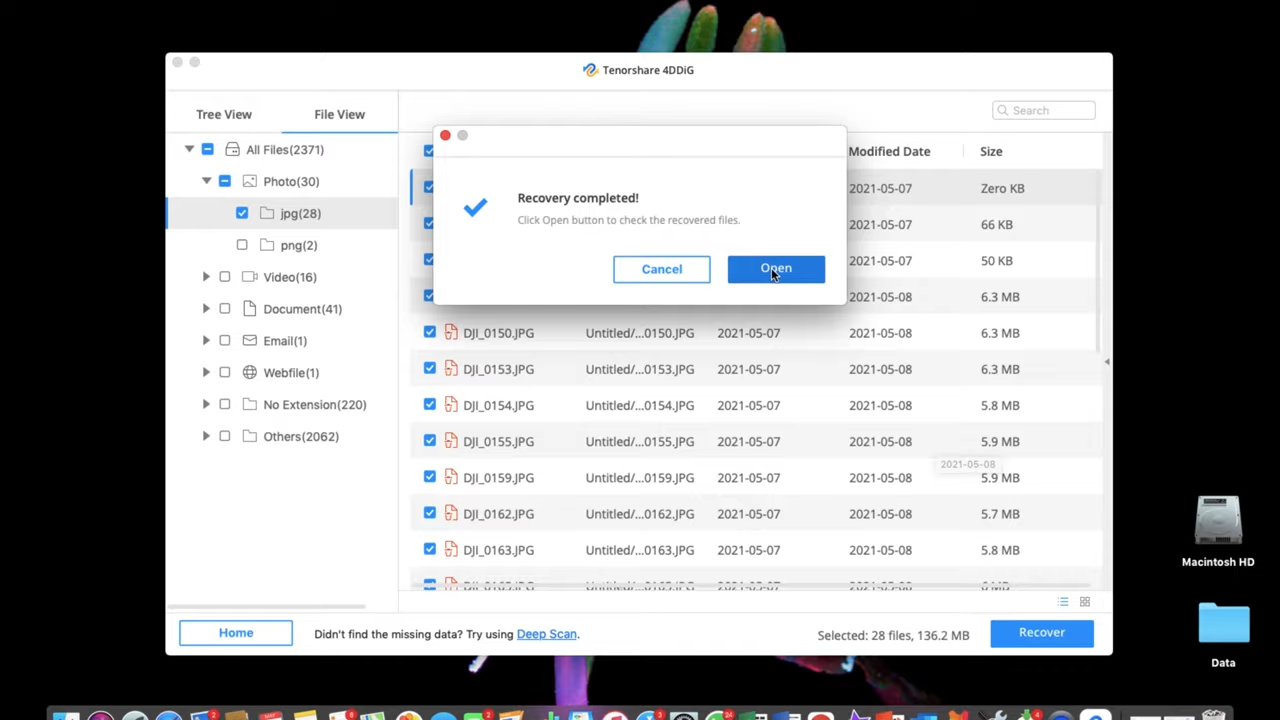 Tenorshare 4DDiG
Tree View
File View
Search
All Files(2371)
Photo(30)
jpg(28)
png(2)
Video(16)
Document(41)
Email(1)
Webfile(1)
No Extension(220)
Others(2062)
Recovery completed!
Click Open button to check the recovered files.
Cancel
Open
Modified Date Size
2021-05-07 Zero KB
2021-05-07 66 KB
2021-05-07 50 KB
2021-05-08 6.3 MB
DJI_0150.JPG Untitled/...0150.JPG 2021-05-07 2021-05-08 6.3 MB
DJI_0153.JPG Untitled/...0153.JPG 2021-05-07 2021-05-08 6.3 MB
DJI_0154.JPG Untitled/...0154.JPG 2021-05-07 2021-05-08 5.8 MB
DJI_0155.JPG Untitled/...0155.JPG 2021-05-07 2021-05-08 5.9 MB
2021-05-08
DJI_0159.JPG Untitled/...0159.JPG 2021-05-07 2021-05-08 5.9 MB
DJI_0162.JPG Untitled/...0162.JPG 2021-05-07 2021-05-08 5.7 MB
DJI_0163.JPG Untitled/...0163.JPG 2021-05-07 2021-05-08 5.8 MB
Home
Didn't find the missing data? Try using Deep Scan.
Selected: 28 files, 136.2 MB
Recover
Macintosh HD
Data